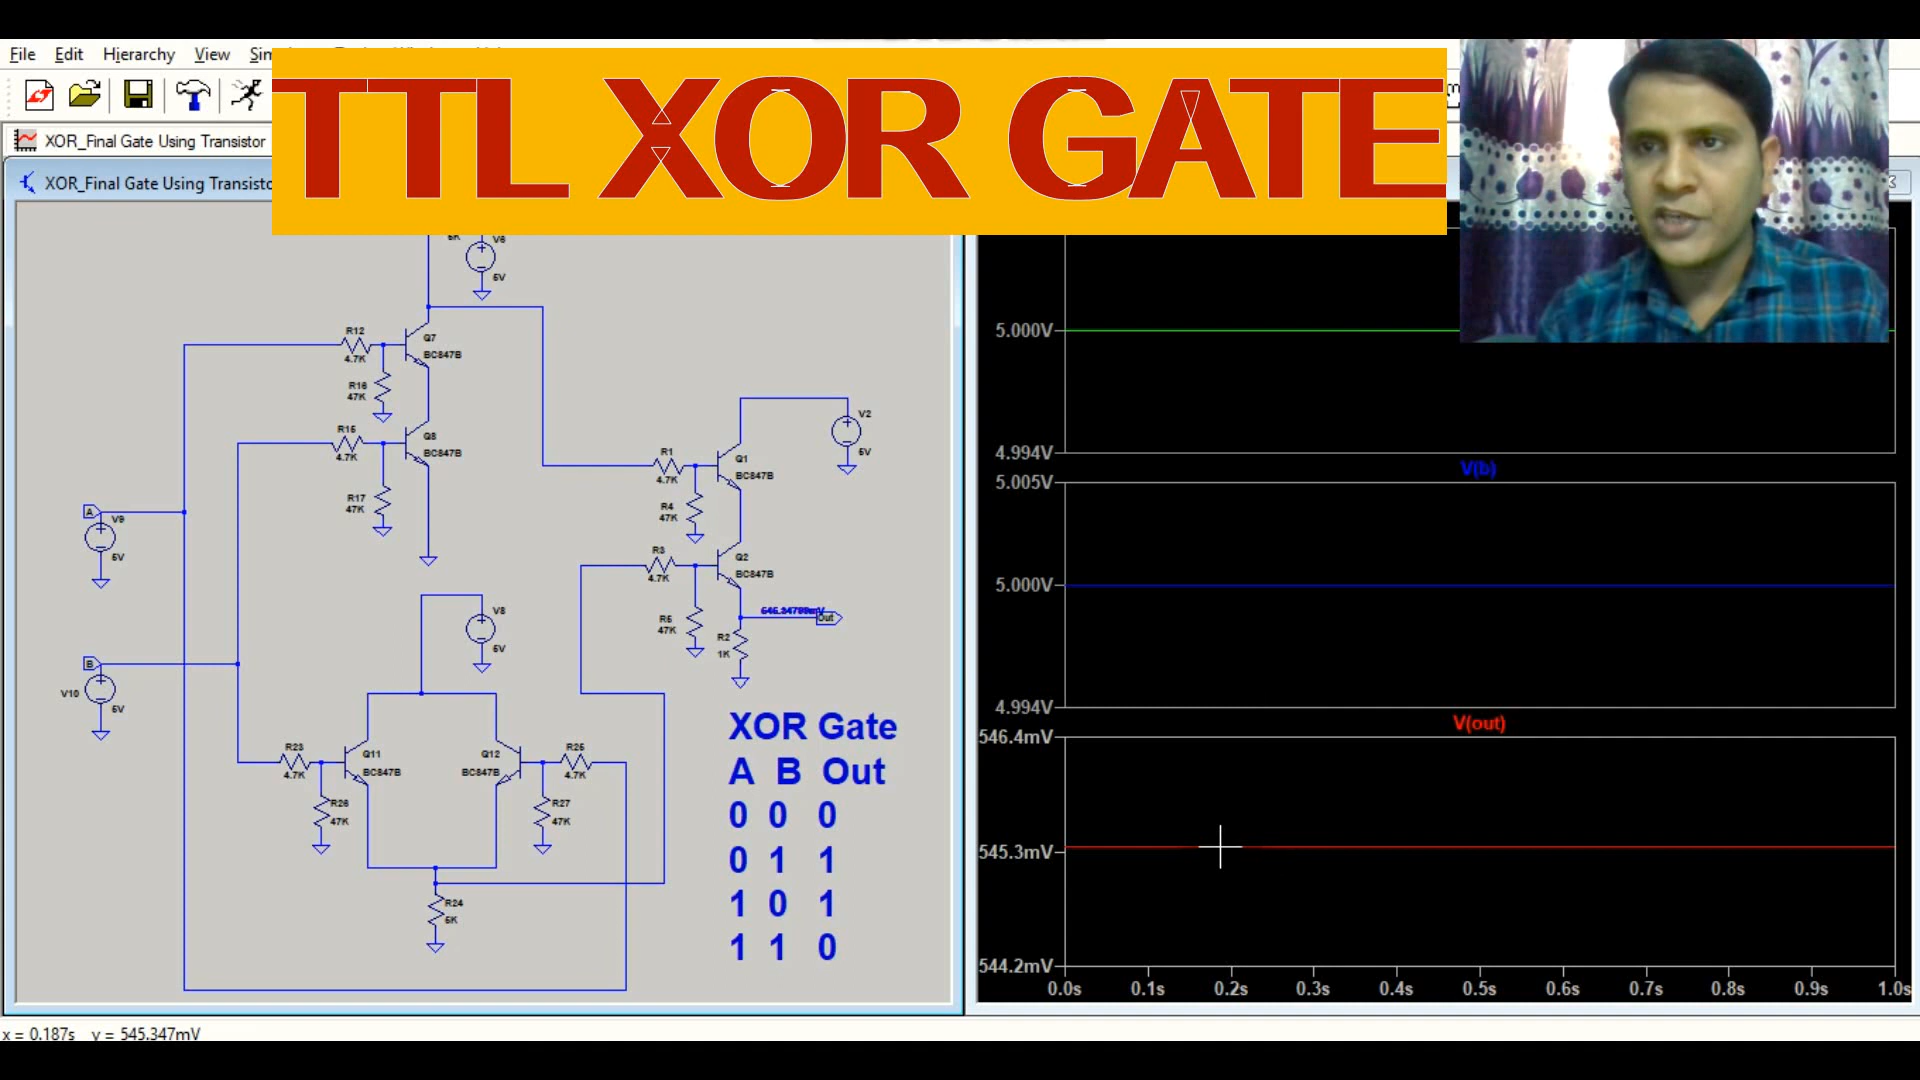 File Edit Hierarchy View
TTL XOR GATE
XOR_Final Gate Using Transistor
XOR_Final Gate Using Transisto
V6
5V
R12
4.7K
Q7
BC847B
R16
47K
R15
4.7K
Q8
BC847B
R17
47K
A
V9
5V
B
V10
5V
V8
5V
R23
4.7K
Q11
BC847B
R26
47K
Q12
BC847B
R25
4.7K
R27
47K
R24
5K
V2
5V
R1
4.7K
Q1
BC847B
R4
47K
R3
4.7K
Q2
BC847B
R5
47K
R2
1K
Out
XOR Gate
A B Out
0 0 0
0 1 1
1 0 1
1 1 0
5.000V
4.994V
V(b)
5.005V
5.000V
4.994V
V(out)
546.4mV
545.3mV
544.2mV
0.0s 0.1s 0.2s 0.3s 0.4s 0.5s 0.6s 0.7s 0.8s 0.9s 1.0s
x = 0.187s y = 545.347mV